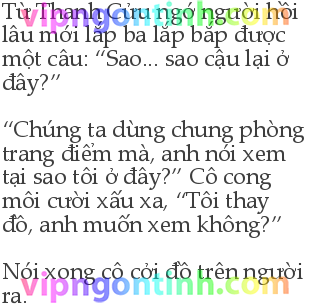 Từ Thanh Cửu ngớ người hồi
vipngontinh.com
lâu mới lắp ba lắp bắp được
một câu: “Sao... sao cậu lại ở
đây?”
“Chúng ta dùng chung phòng
trang điểm mà, anh nói xem
tại sao tôi ở đây?” Cô cong
môi cười xấu xa, “Tôi thay
đồ, anh muốn xem không?”
Nói xong cô cởi đồ trên người
vipngontinh.com
ra.